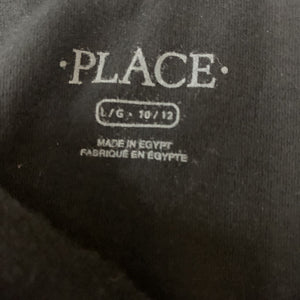 ·PLACE·
L/G - 10/12
MADE IN EGYPT
FABRIQUÉ EN ÉGYPTE